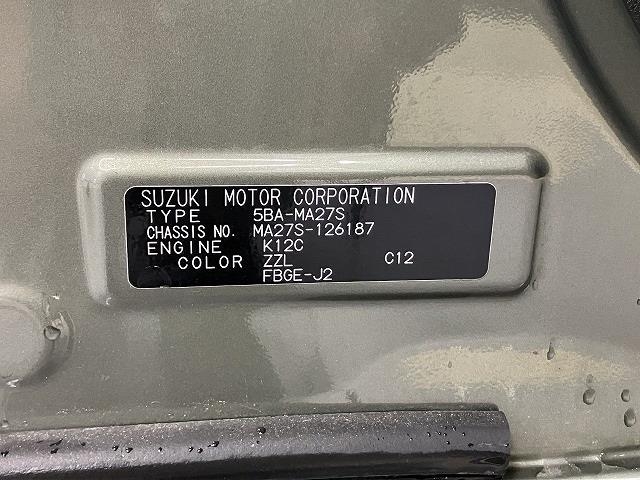 SUZUKI MOTOR CORPORATION
TYPE 5BA-MA27S
CHASSIS NO. MA27S-126187
ENGINE K12C
COLOR ZZL C12
FBGE-J2